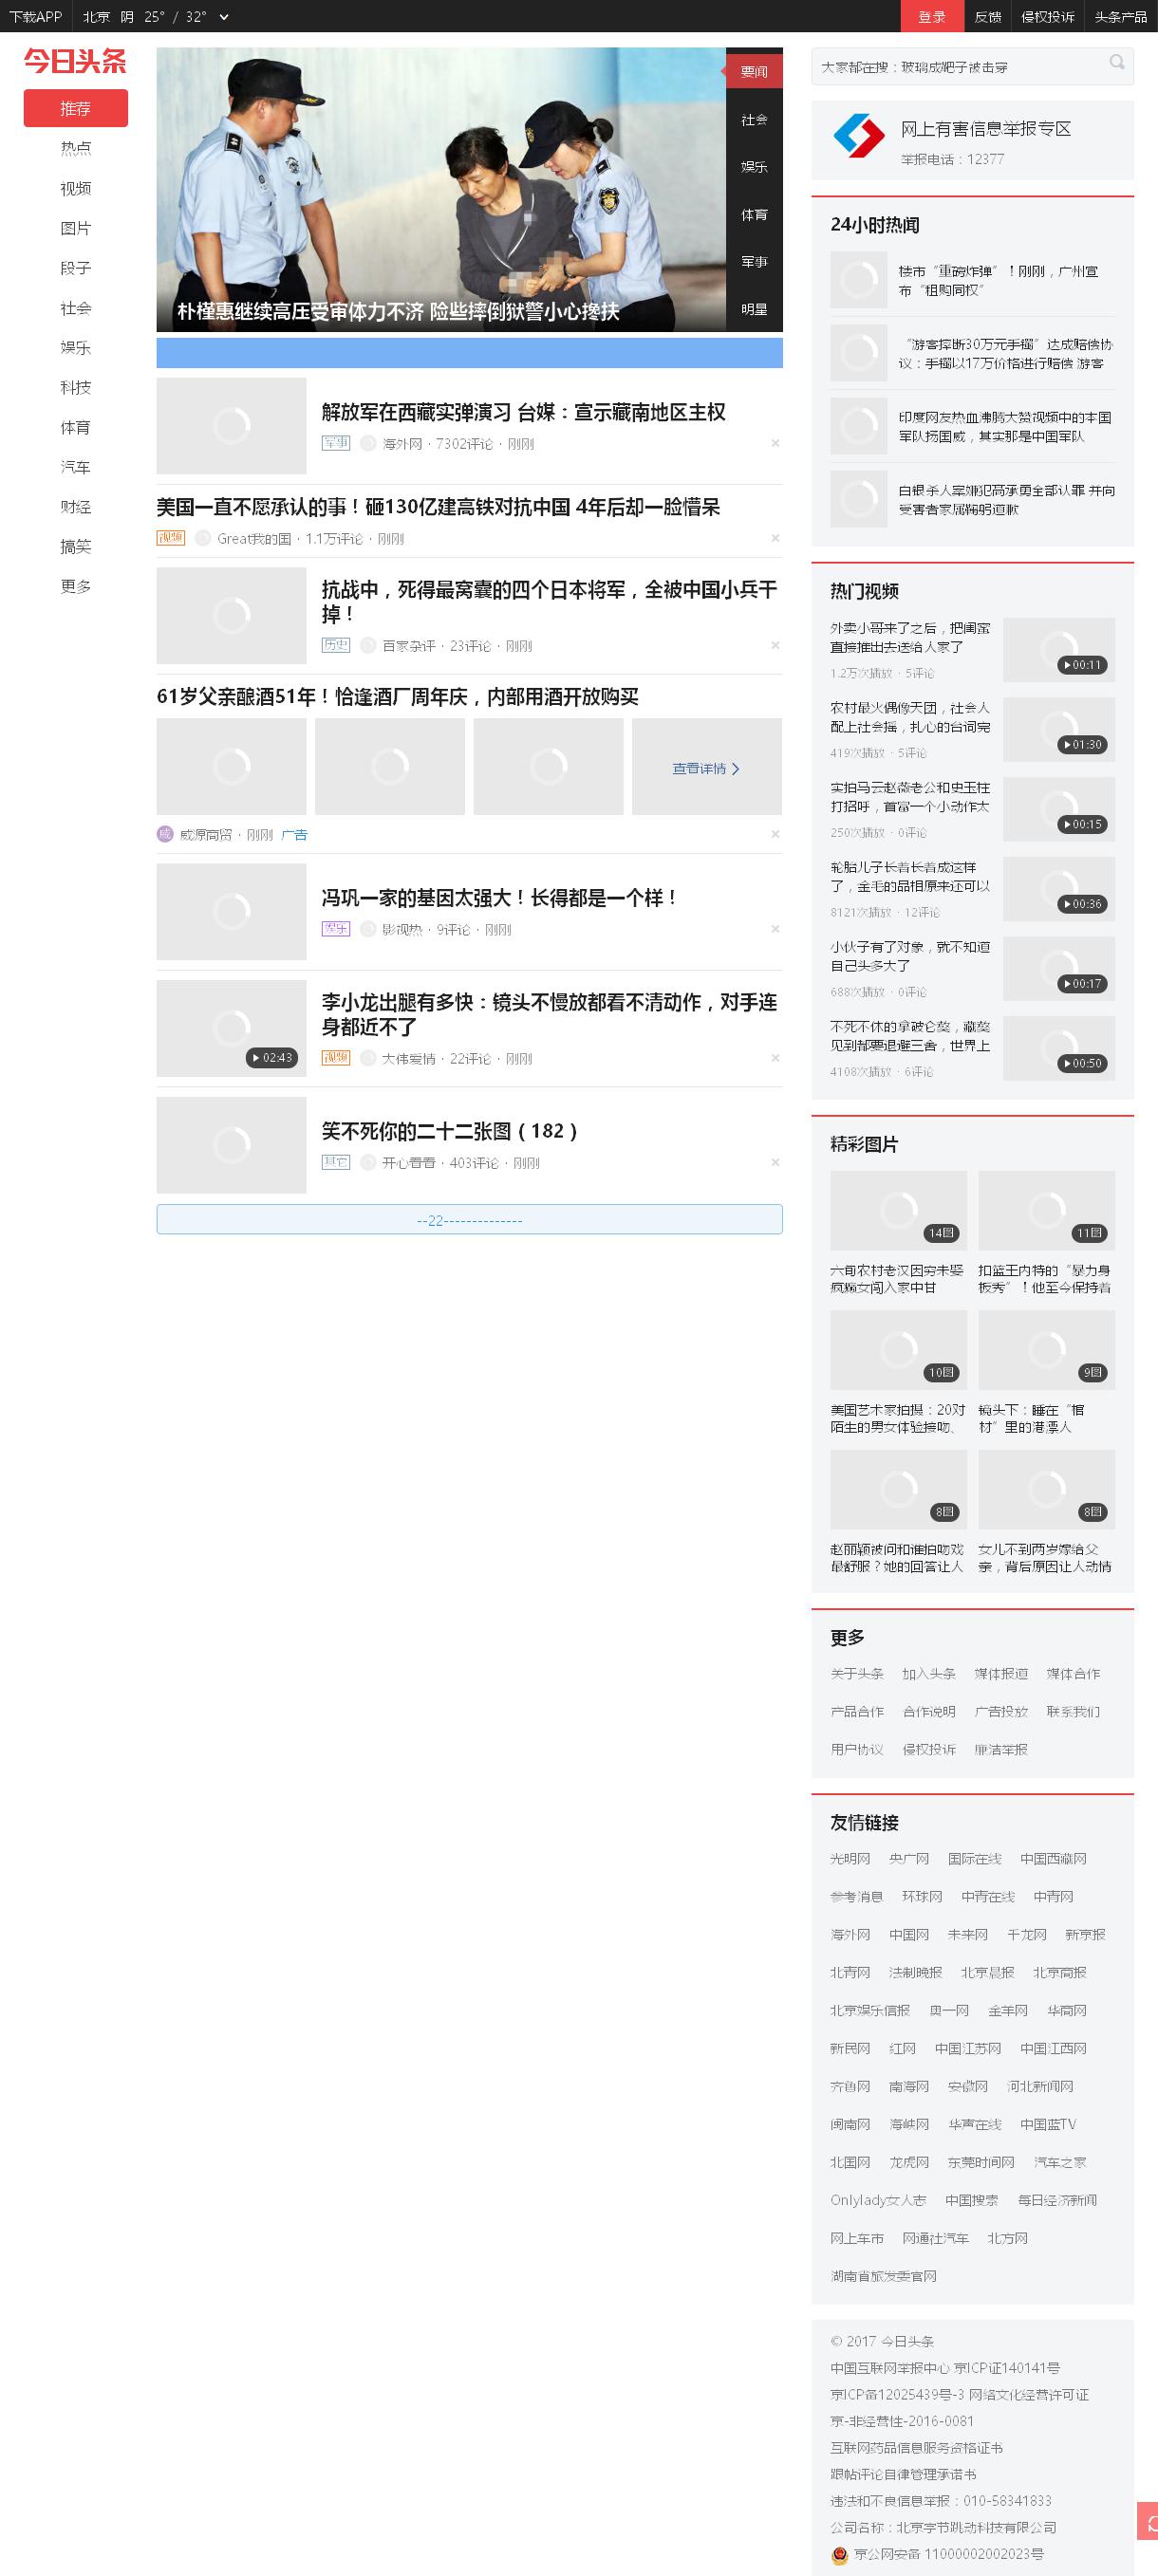 下载APP 北京 阴 25° / 32° 登录 反馈 侵权投诉 头条产品
今日头条
推荐
热点
视频
图片
段子
社会
娱乐
科技
体育
汽车
财经
搞笑
更多
要闻
社会
娱乐
体育
军事
明星
朴槿惠继续高压受审体力不济 险些摔倒狱警小心搀扶
解放军在西藏实弹演习 台媒：宣示藏南地区主权
军事 海外网 · 7302评论 · 刚刚 ×
美国一直不愿承认的事！砸130亿建高铁对抗中国 4年后却一脸懵呆
视频 Great我的国 · 1.1万评论 · 刚刚 ×
抗战中，死得最窝囊的四个日本将军，全被中国小兵干
掉！
历史 百家杂评 · 23评论 · 刚刚 ×
61岁父亲酿酒51年！恰逢酒厂周年庆，内部用酒开放购买
查看详情
威 威源商贸 · 刚刚 广告 ×
冯巩一家的基因太强大！长得都是一个样！
娱乐 影视热 · 9评论 · 刚刚 ×
李小龙出腿有多快：镜头不慢放都看不清动作，对手连
身都近不了
02:43
视频 大伟爱情 · 22评论 · 刚刚 ×
笑不死你的二十二张图（182）
其它 开心看看 · 403评论 · 刚刚 ×
--22--------------
大家都在搜：玻璃成靶子被击穿
网上有害信息举报专区
举报电话：12377
24小时热闻
楼市“重磅炸弹”！刚刚，广州宣
布“租购同权”
“游客摔断30万元手镯”达成赔偿协
议：手镯以17万价格进行赔偿 游客
印度网友热血沸腾大赞视频中的本国
军队扬国威，其实那是中国军队
白银杀人案嫌犯高承勇全部认罪 并向
受害者家属鞠躬道歉
热门视频
外卖小哥来了之后，把闺蜜
直接推出去送给人家了
1.2万次播放 · 5评论
00:11
农村最火偶像天团，社会人
配上社会摇，扎心的台词完
419次播放 · 5评论
01:30
实拍马云赵薇老公和史玉柱
打招呼，首富一个小动作太
250次播放 · 0评论
00:15
轮胎儿子长着长着成这样
了，金毛的品相原来还可以
8121次播放 · 12评论
00:36
小伙子有了对象，就不知道
自己头多大了
688次播放 · 0评论
00:17
不死不休的拿破仑獒，藏獒
见到都要退避三舍，世界上
4108次播放 · 6评论
00:50
精彩图片
14图 11图
六旬农村老汉因穷未娶
疯癫女闯入家中甘
扣篮王内特的“暴力身
板秀”！他至今保持着
10图 9图
美国艺术家拍摄：20对
陌生的男女体验接吻、
镜头下：睡在“棺
材”里的港漂人
8图 8图
赵丽颖被问和谁拍吻戏
最舒服？她的回答让人
女儿不到两岁嫁给父
亲，背后原因让人动情
更多
关于头条 加入头条 媒体报道 媒体合作
产品合作 合作说明 广告投放 联系我们
用户协议 侵权投诉 廉洁举报
友情链接
光明网 央广网 国际在线 中国西藏网
参考消息 环球网 中青在线 中青网
海外网 中国网 未来网 千龙网 新京报
北青网 法制晚报 北京晨报 北京商报
北京娱乐信报 奥一网 金羊网 华商网
新民网 红网 中国江苏网 中国江西网
齐鲁网 南海网 安徽网 河北新闻网
闽南网 海峡网 华声在线 中国蓝TV
北国网 龙虎网 东莞时间网 汽车之家
Onlylady女人志 中国搜索 每日经济新闻
网上车市 网通社汽车 北方网
湖南省旅发委官网
© 2017 今日头条
中国互联网举报中心 京ICP证140141号
京ICP备12025439号-3 网络文化经营许可证
京-非经营性-2016-0081
互联网药品信息服务资格证书
跟帖评论自律管理承诺书
违法和不良信息举报：010-58341833
公司名称：北京字节跳动科技有限公司
京公网安备 11000002002023号